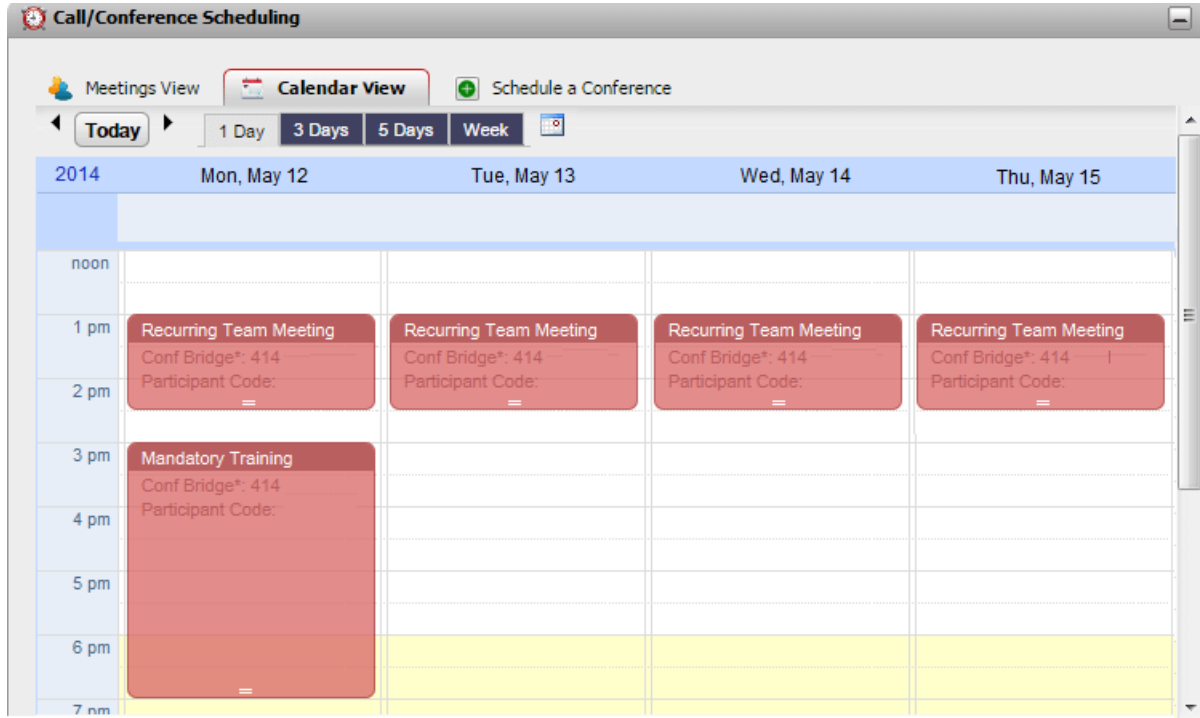 Call/Conference Scheduling
Meetings View Calendar View Schedule a Conference
Today 1 Day 3 Days 5 Days Week
2014 Mon, May 12 Tue, May 13 Wed, May 14 Thu, May 15
noon
1 pm Recurring Team Meeting Recurring Team Meeting Recurring Team Meeting Recurring Team Meeting
Conf Bridge*: 414 Conf Bridge*: 414 Conf Bridge*: 414 Conf Bridge*: 414
Participant Code: Participant Code: Participant Code: Participant Code:
2 pm
3 pm Mandatory Training
Conf Bridge*: 414
Participant Code:
4 pm
5 pm
6 pm
7 pm